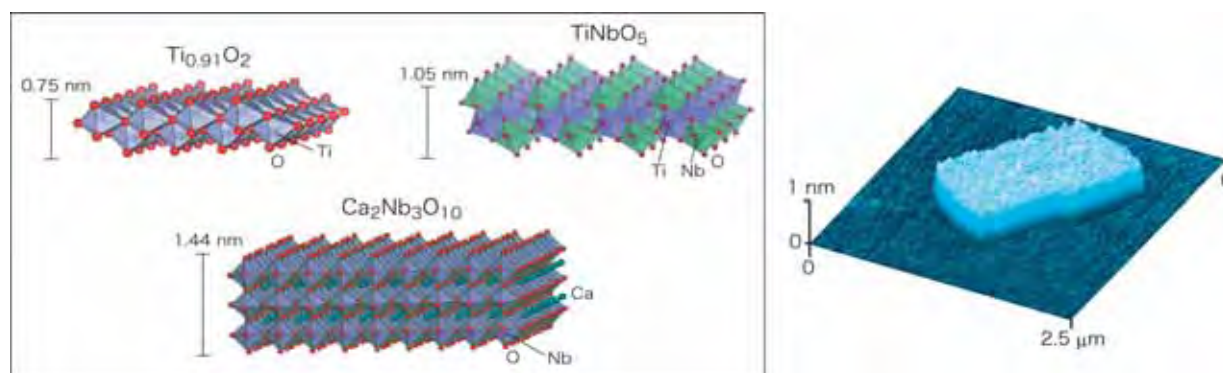 Ti0.91O2
0.75 nm
O
Ti
TiNbO5
1.05 nm
Ti
Nb
O
Ca2Nb3O10
1.44 nm
Ca
O
Nb
1 nm
0
0
2.5 µm